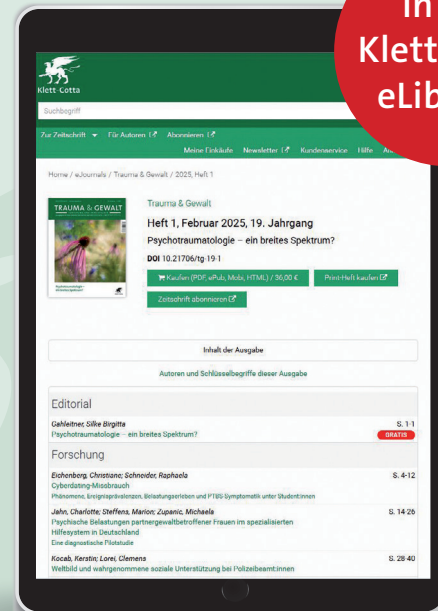 in
Klett
eLib
Klett-Cotta
Suchbegriff
Zur Zeitschrift Für Autoren Abonnieren
Meine Einkäufe Newsletter Kundenservice Hilfe
Home / eJournals / Trauma & Gewalt / 2025, Heft 1
TRAUMA & GEWALT
Trauma & Gewalt
Heft 1, Februar 2025, 19. Jahrgang
Psychotraumatologie – ein breites Spektrum?
DOI 10.21706/tg-19-1
Kaufen (PDF, ePub, Mobi, HTML) / 36,00 € Print-Heft kaufen
Zeitschrift abonnieren
Inhalt der Ausgabe
Autoren und Schlüsselbegriffe dieser Ausgabe
Editorial
Gahleitner, Silke Birgitta S. 1-1
Psychotraumatologie – ein breites Spektrum? GRATIS
Forschung
Eichenberg, Christiane; Schneider, Raphaela S. 4-12
Cyberdating-Missbrauch
Phänomene, Ereignisprävalenzen, Belastungserleben und PTBS-Symptomatik unter Student:innen
Jahn, Charlotte; Steffens, Marion; Zupanic, Michaela S. 14-26
Psychische Belastungen partnergewaltbetroffener Frauen im spezialisierten
Hilfesystem in Deutschland
Eine diagnostische Pilotstudie
Kocab, Kerstin; Lorei, Clemens S. 28-40
Weltbild und wahrgenommene soziale Unterstützung bei Polizeibeamt:innen